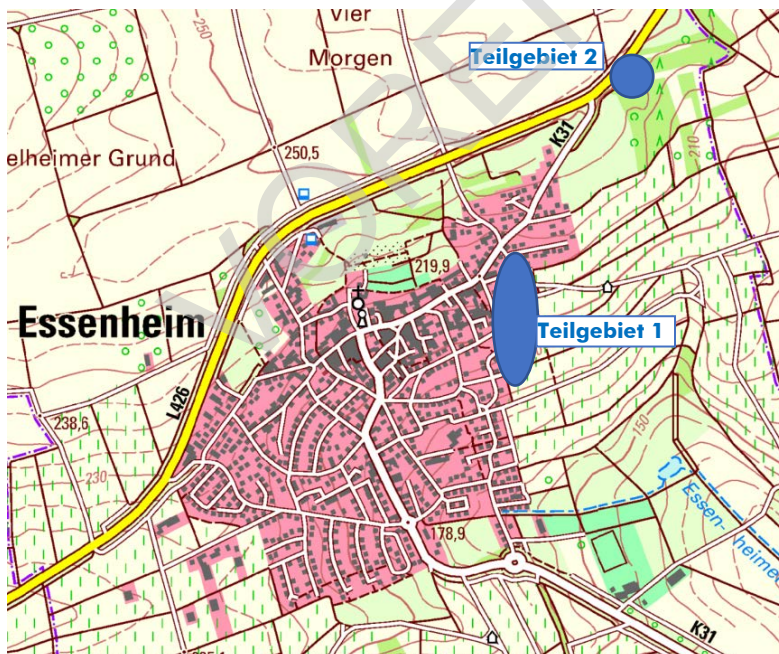 250
Vier
Morgen
Teilgebiet 2
K31
210
elheimer Grund
250,5
219,9
Essenheim
Teilgebiet 1
L426
238,6
230
150
Essen-
heimer
178,9
K31